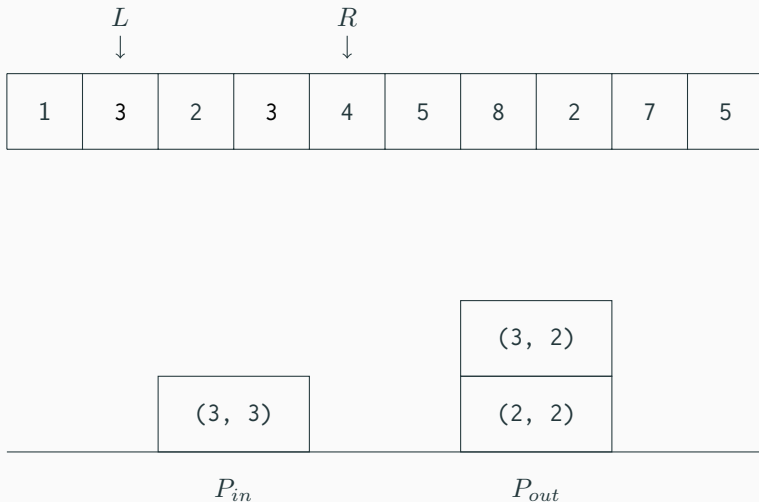 L R
↓ ↓
1 3 2 3 4 5 8 2 7 5
(3, 2)
(3, 3) (2, 2)
P_in P_out